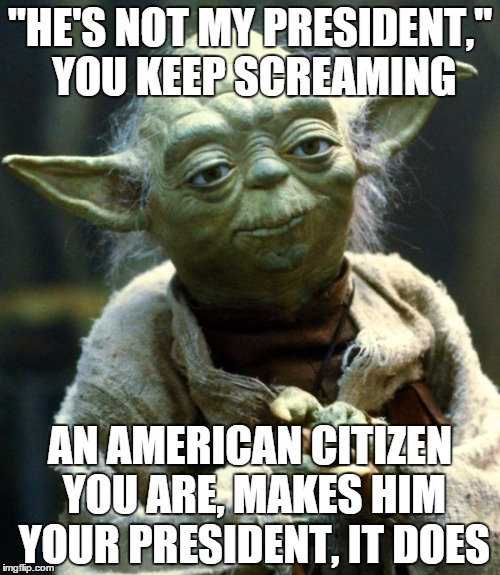 "HE'S NOT MY PRESIDENT,"
YOU KEEP SCREAMING
AN AMERICAN CITIZEN
YOU ARE, MAKES HIM
YOUR PRESIDENT, IT DOES
imgflip.com